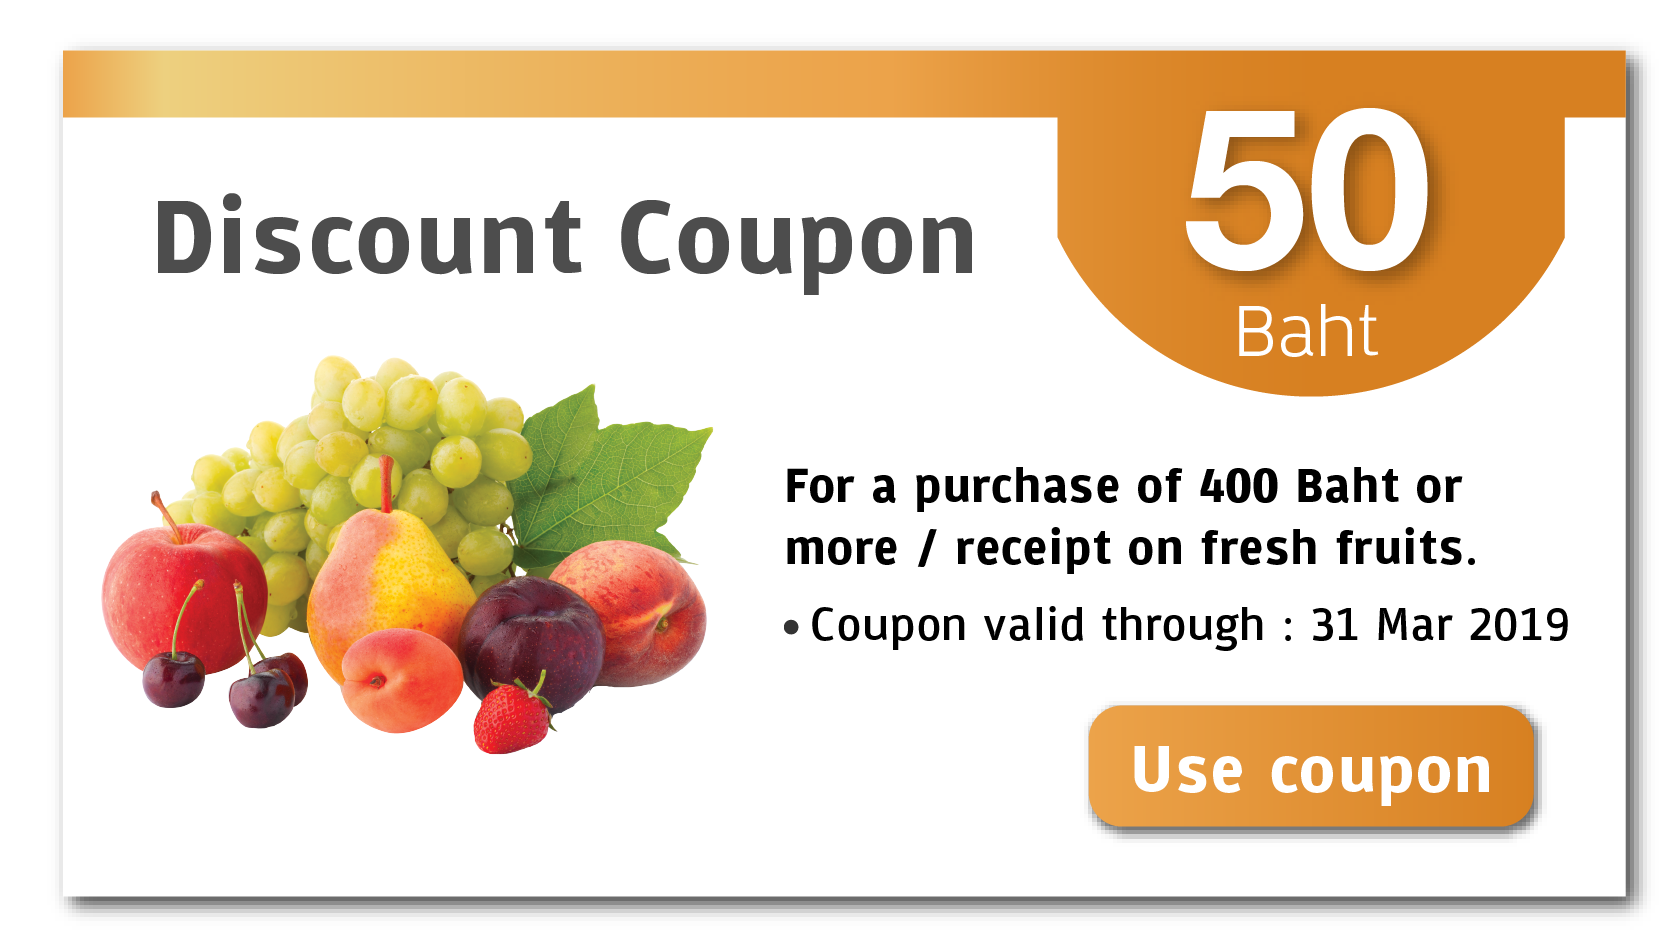 Discount Coupon
50
Baht
For a purchase of 400 Baht or
more / receipt on fresh fruits.
• Coupon valid through : 31 Mar 2019
Use coupon